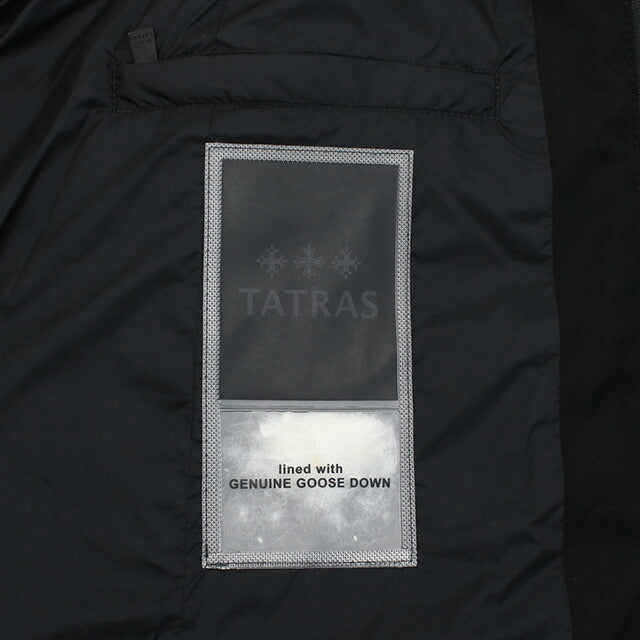 TATRAS
lined with
GENUINE GOOSE DOWN